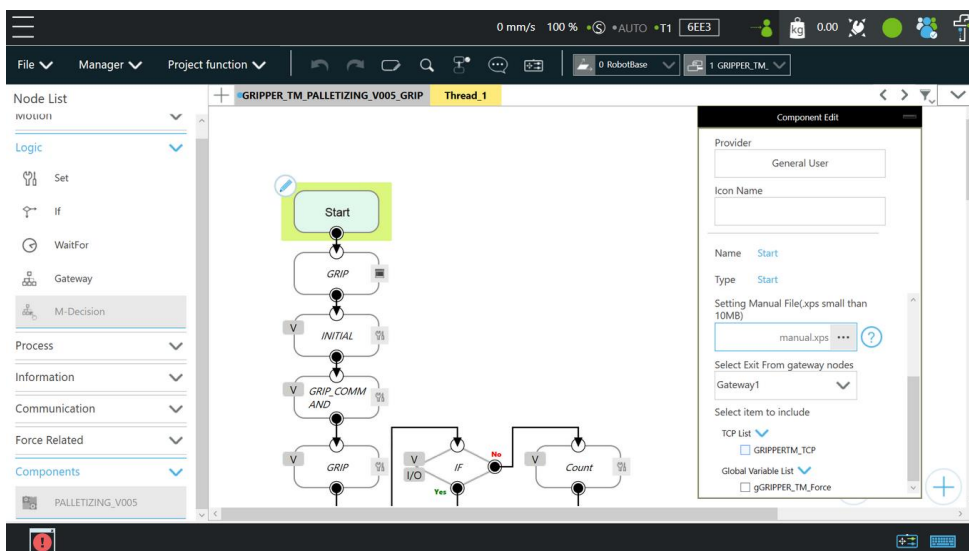 0 mm/s 100 % S AUTO T1 6EE3 kg 0.00
File Manager Project function 0 RobotBase 1 GRIPPER_TM_
Node List
GRIPPER_TM_PALLETIZING_V005_GRIP Thread_1
Motion
Logic
Set
If
WaitFor
Gateway
M-Decision
Process
Information
Communication
Force Related
Components
PALLETIZING_V005
Start
GRIP
V
INITIAL
V
GRIP_COMM
AND
V
GRIP
V
I/O
IF
No
Yes
V
Count
Component Edit
Provider
General User
Icon Name
Name Start
Type Start
Setting Manual File(.xps small than
10MB)
manual.xps ... ?
Select Exit From gateway nodes
Gateway1
Select item to include
TCP List
GRIPPERTM_TCP
Global Variable List
gGRIPPER_TM_Force